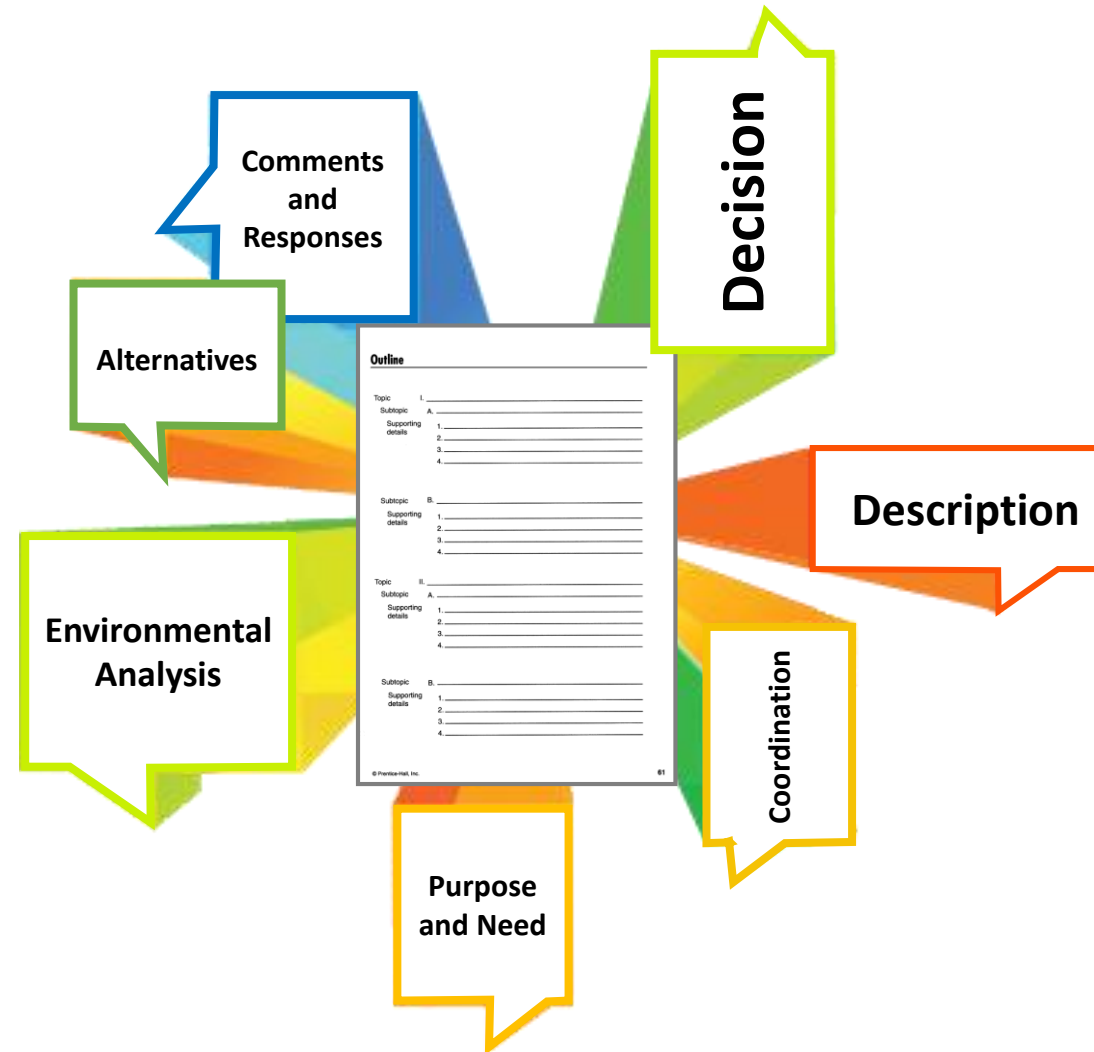 Decision
Comments
and
Responses
Alternatives
Outline
Topic I.
Subtopic A.
Supporting
details
1.
2.
3.
4.
Subtopic B.
Supporting
details
1.
2.
3.
4.
Topic II.
Subtopic A.
Supporting
details
1.
2.
3.
4.
Subtopic B.
Supporting
details
1.
2.
3.
4.
© Prentice-Hall, Inc. 61
Description
Environmental
Analysis
Coordination
Purpose
and Need